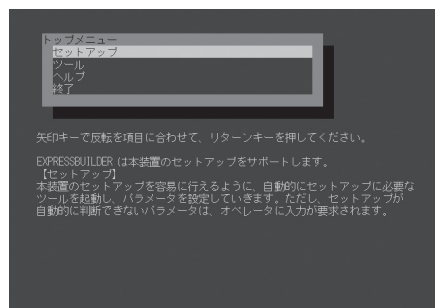 トップメニュー
セットアップ
ツール
ヘルプ
終了
矢印キーで反転を項目に合わせて、リターンキーを押してください。
EXPRESSBUILDER は本装置のセットアップをサポートします。
【セットアップ】
本装置のセットアップを容易に行えるように、自動的にセットアップに必要な
ツールを起動し、パラメータを設定していきます。ただし、セットアップが
自動的に判断できないパラメータは、オペレータに入力が要求されます。